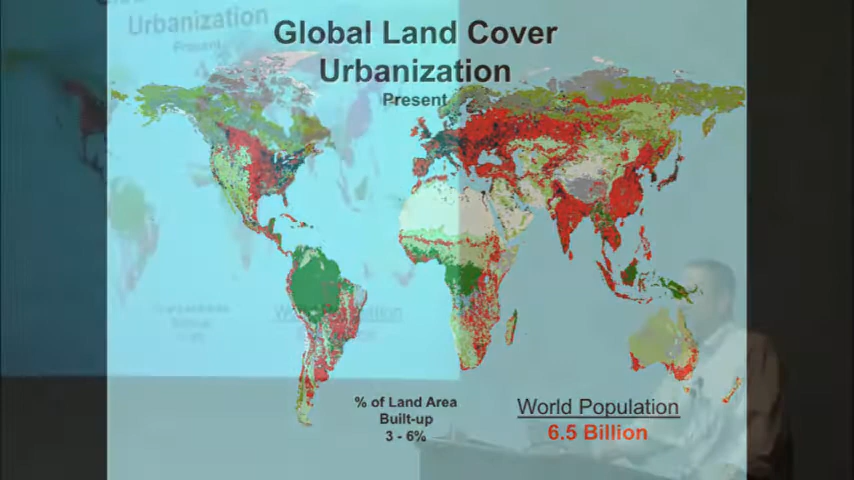 Urbanization
Present
Global Land Cover
Urbanization
Present
% of Land Area
Built-up
3 - 6%
World Population
6.5 Billion